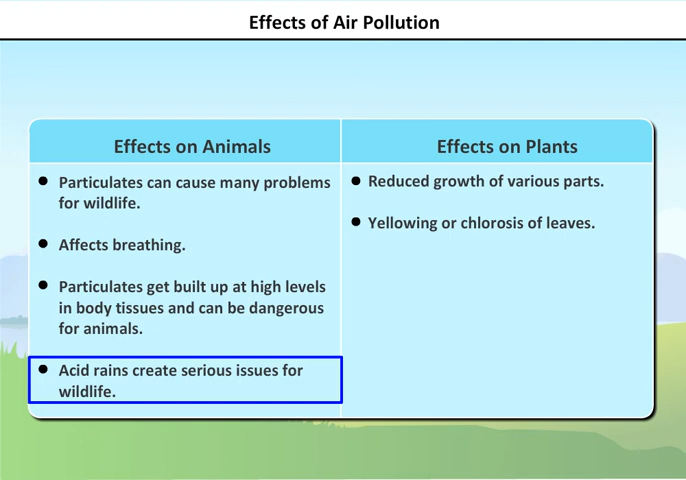 Effects of Air Pollution
Effects on Animals
● Particulates can cause many problems
for wildlife.
● Affects breathing.
● Particulates get built up at high levels
in body tissues and can be dangerous
for animals.
● Acid rains create serious issues for
wildlife.
Effects on Plants
● Reduced growth of various parts.
● Yellowing or chlorosis of leaves.